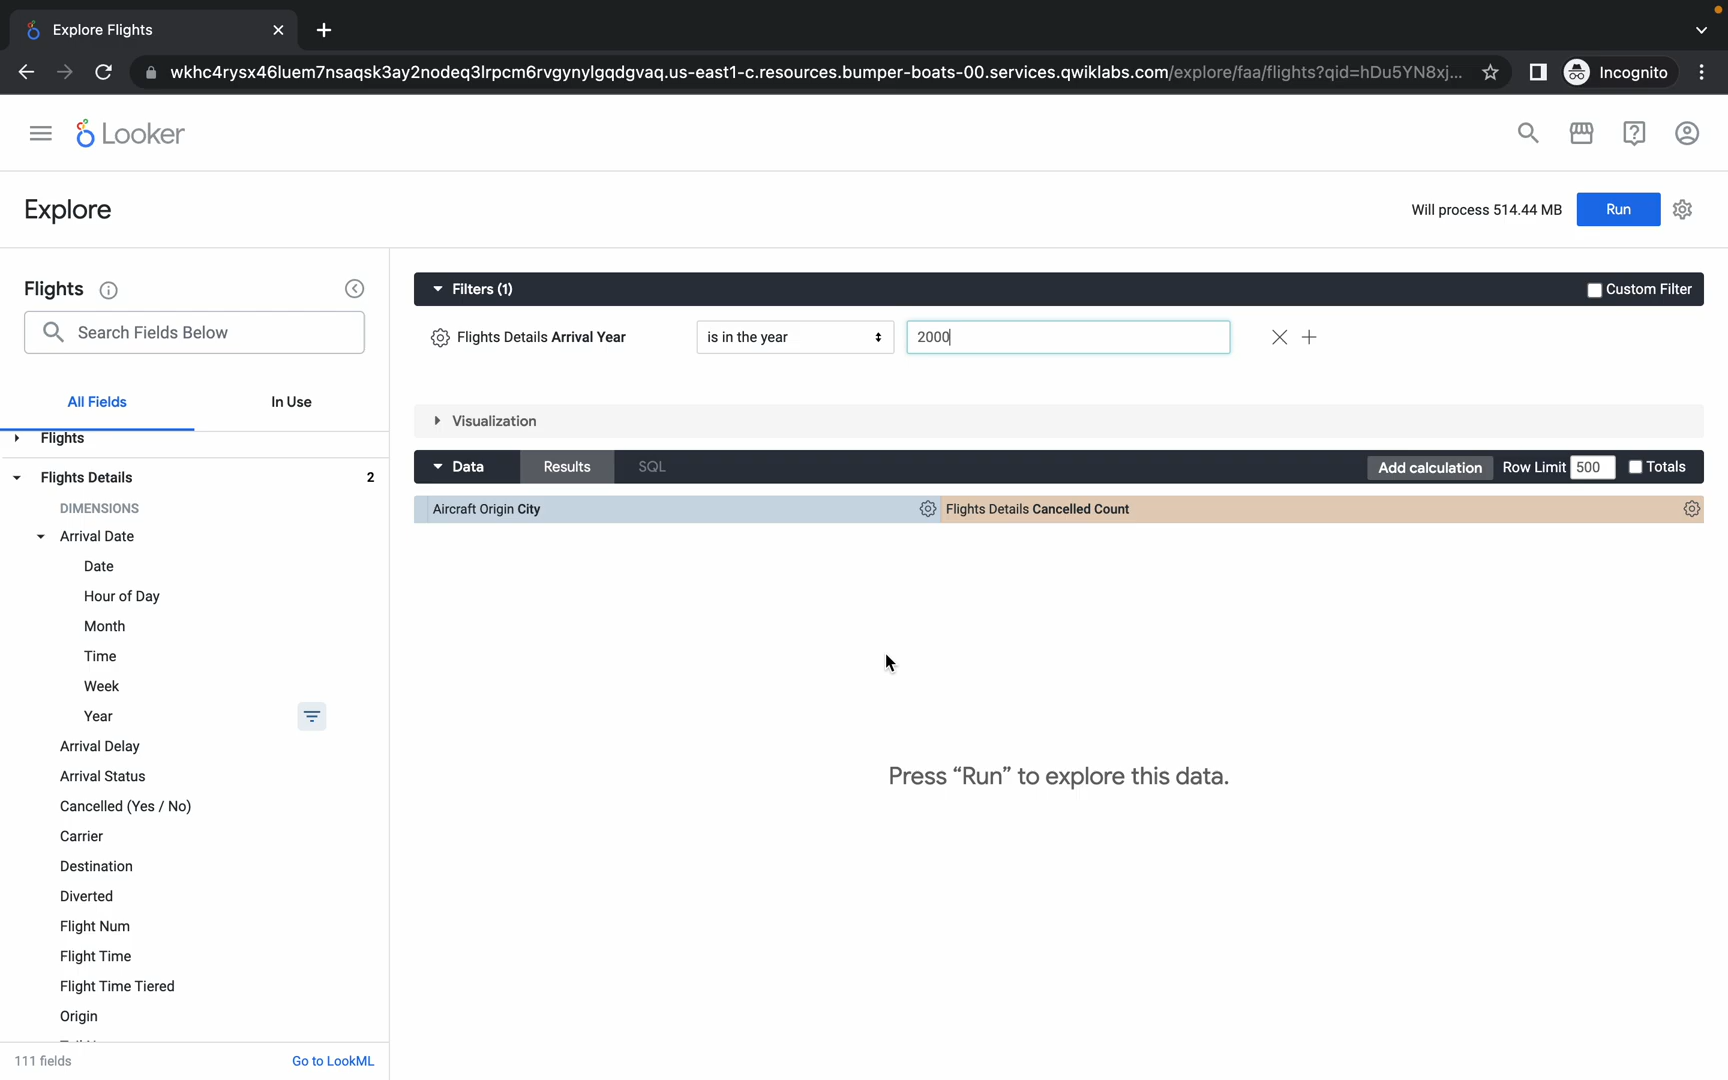 Explore Flights
wkhc4rysx46luem7nsaqsk3ay2nodeq3lrpcm6rvgynylgqdgvaq.us-east1-c.resources.bumper-boats-00.services.qwiklabs.com/explore/faa/flights?qid=hDu5YN8xj...
Incognito
Looker
Explore
Will process 514.44 MB
Run
Flights
Search Fields Below
All Fields
In Use
Flights
Flights Details 2
DIMENSIONS
Arrival Date
Date
Hour of Day
Month
Time
Week
Year
Arrival Delay
Arrival Status
Cancelled (Yes / No)
Carrier
Destination
Diverted
Flight Num
Flight Time
Flight Time Tiered
Origin
111 fields
Go to LookML
Filters (1)
Custom Filter
Flights Details Arrival Year
is in the year
2000
Visualization
Data
Results
SQL
Add calculation
Row Limit 500
Totals
Aircraft Origin City
Flights Details Cancelled Count
Press “Run” to explore this data.